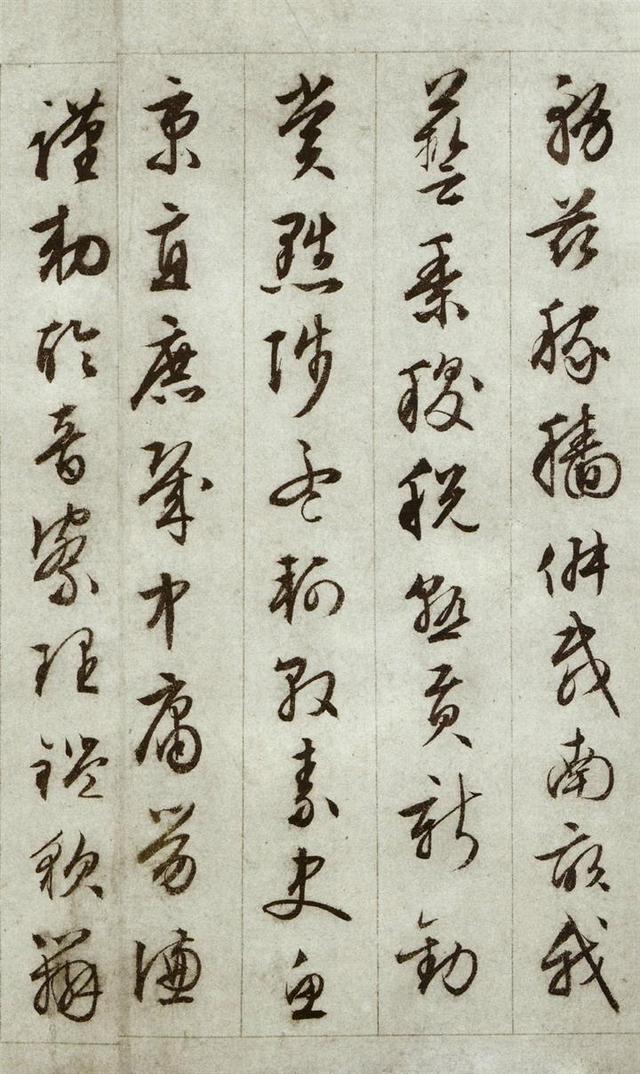 務茲稼穡俶載南畝我
藝黍稷稅熟貢新勸
賞黜陟孟軻敦素史魚
秉直庶幾中庸勞謙
謹勅聆音察理鑑貌辨